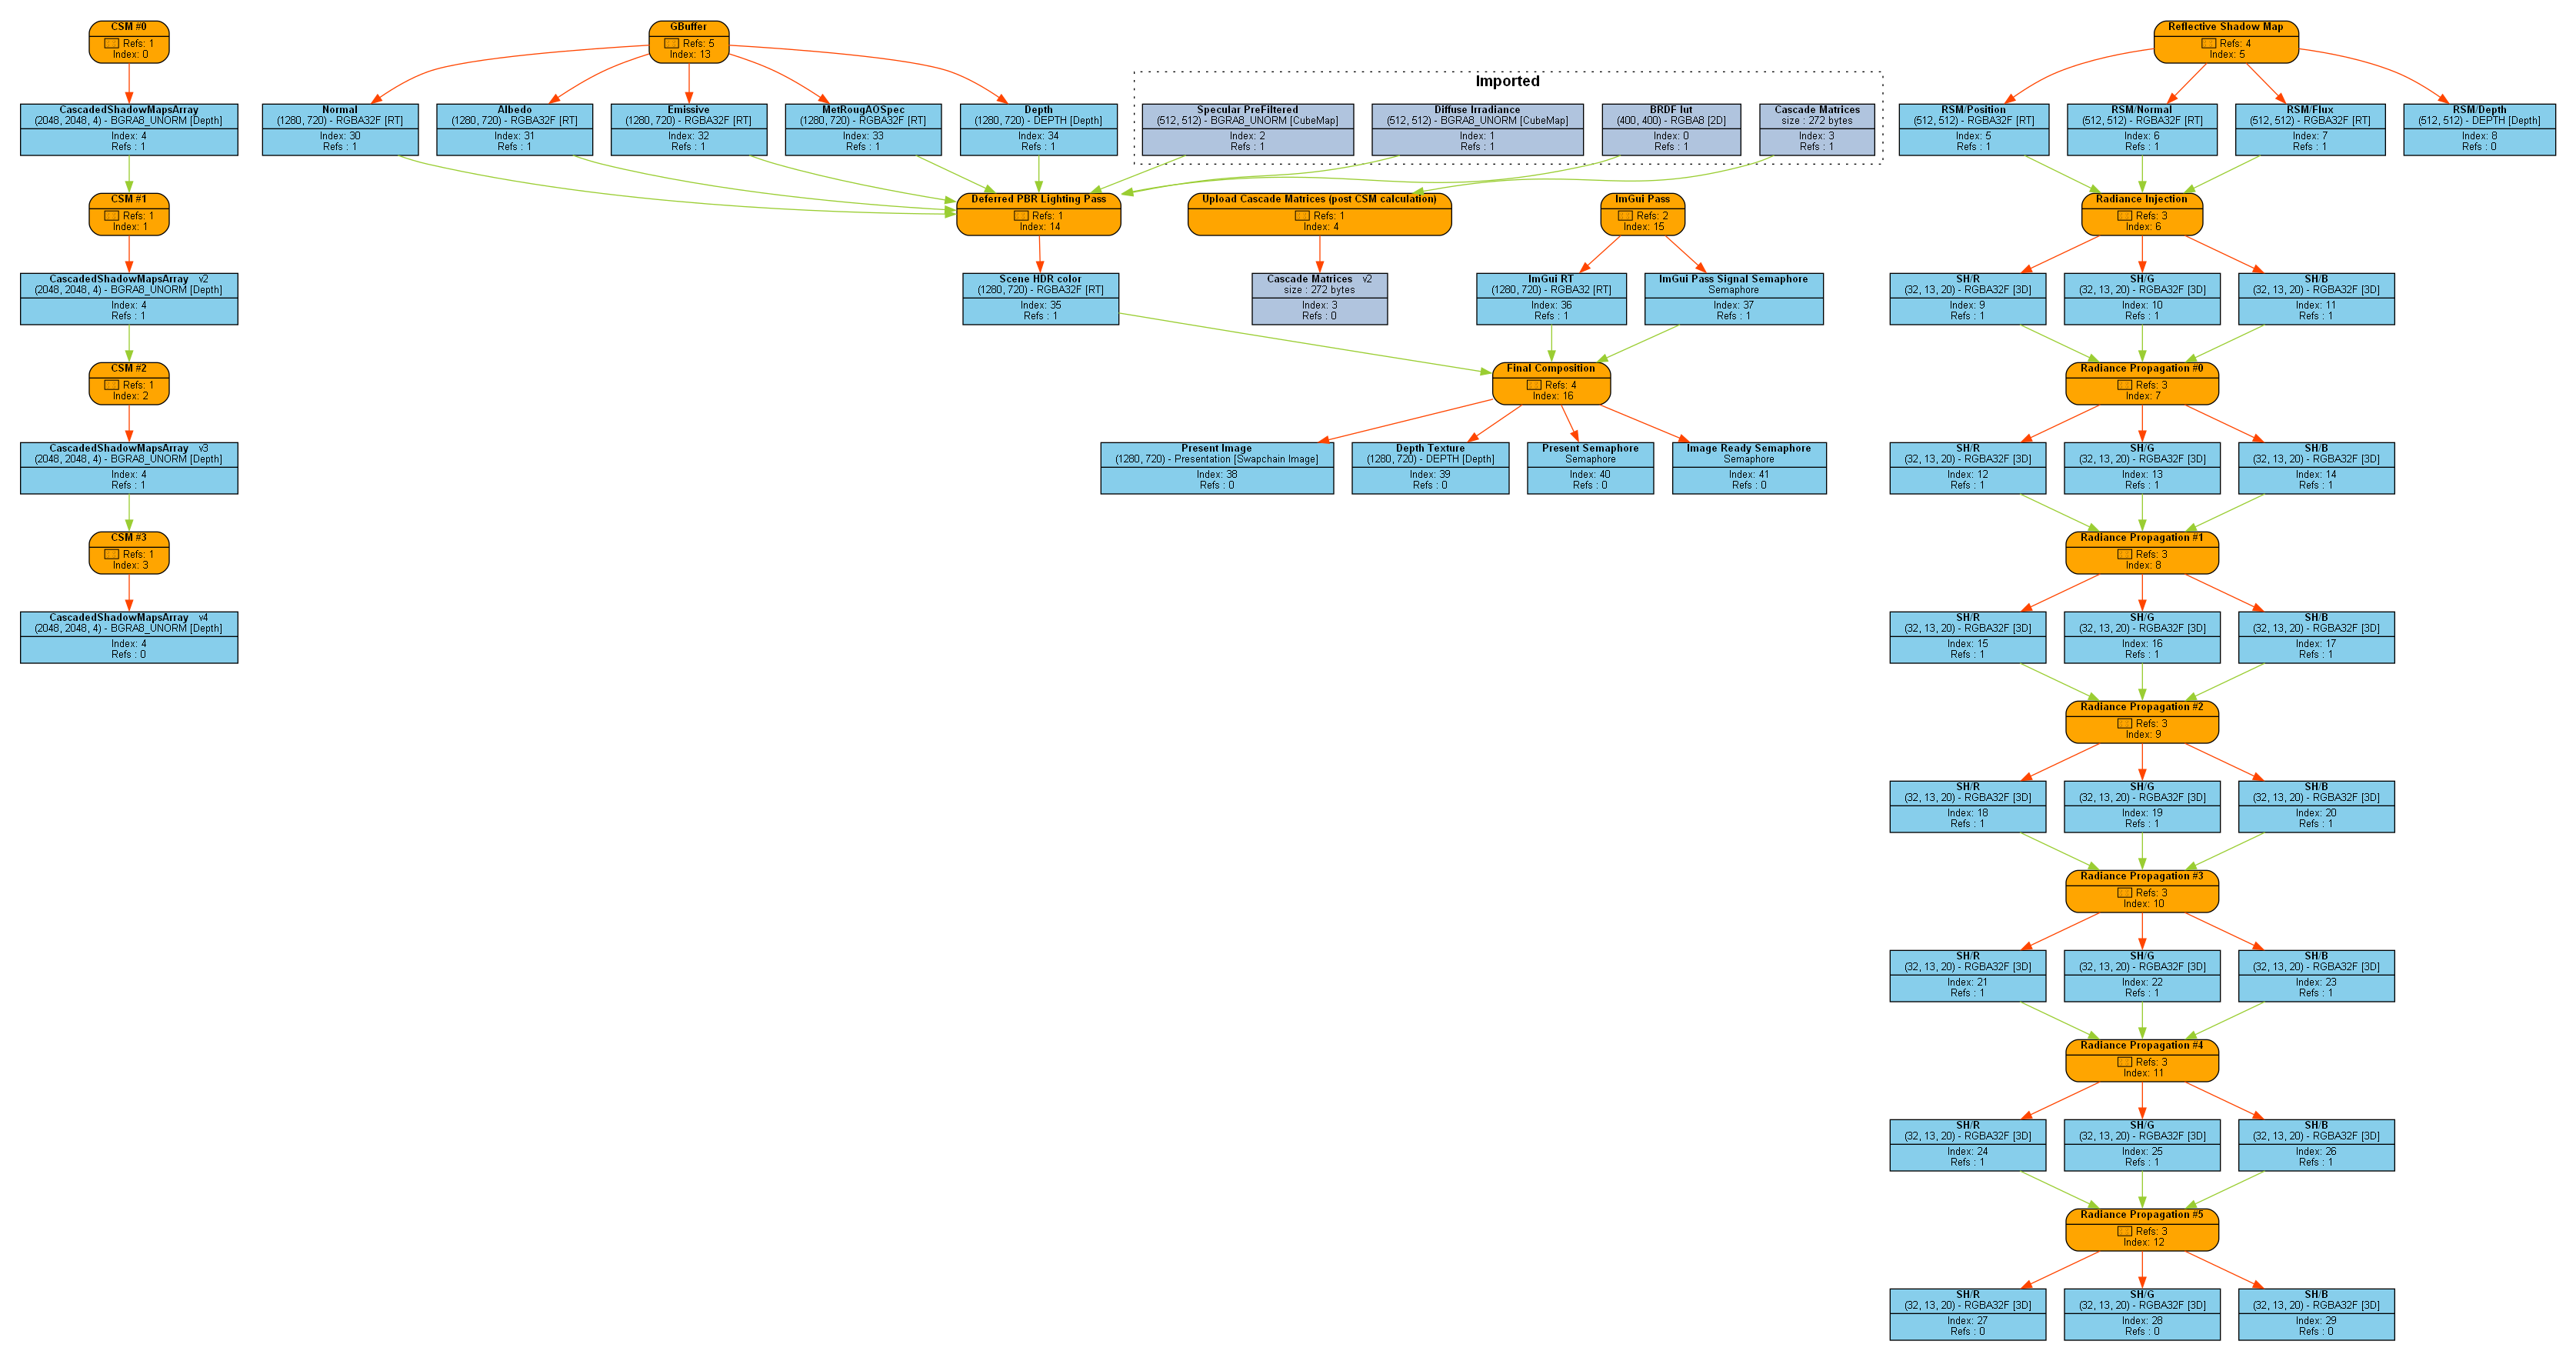 CSM #0
Refs: 1
Index: 0
GBuffer
Refs: 5
Index: 13
Reflective Shadow Map
Refs: 4
Index: 5
CascadedShadowMapsArray
(2048, 2048, 4) - BGRA8_UNORM [Depth]
Index: 4
Refs : 1
Normal
(1280, 720) - RGBA32F [RT]
Index: 30
Refs : 1
Albedo
(1280, 720) - RGBA32F [RT]
Index: 31
Refs : 1
Emissive
(1280, 720) - RGBA32F [RT]
Index: 32
Refs : 1
MetRougAOSpec
(1280, 720) - RGBA32F [RT]
Index: 33
Refs : 1
Depth
(1280, 720) - DEPTH [Depth]
Index: 34
Refs : 1
Imported
Specular PreFiltered
(512, 512) - BGRA8_UNORM [CubeMap]
Index: 2
Refs : 1
Diffuse Irradiance
(512, 512) - BGRA8_UNORM [CubeMap]
Index: 1
Refs : 1
BRDF lut
(400, 400) - RGBA8 [2D]
Index: 0
Refs : 1
Cascade Matrices
size : 272 bytes
Index: 3
Refs : 1
RSM/Position
(512, 512) - RGBA32F [RT]
Index: 5
Refs : 1
RSM/Normal
(512, 512) - RGBA32F [RT]
Index: 6
Refs : 1
RSM/Flux
(512, 512) - RGBA32F [RT]
Index: 7
Refs : 1
RSM/Depth
(512, 512) - DEPTH [Depth]
Index: 8
Refs : 0
CSM #1
Refs: 1
Index: 1
Deferred PBR Lighting Pass
Refs: 1
Index: 14
Upload Cascade Matrices (post CSM calculation)
Refs: 1
Index: 4
ImGui Pass
Refs: 2
Index: 15
Radiance Injection
Refs: 3
Index: 6
CascadedShadowMapsArray v2
(2048, 2048, 4) - BGRA8_UNORM [Depth]
Index: 4
Refs : 1
Scene HDR color
(1280, 720) - RGBA32F [RT]
Index: 35
Refs : 1
Cascade Matrices v2
size : 272 bytes
Index: 3
Refs : 0
ImGui RT
(1280, 720) - RGBA32 [RT]
Index: 36
Refs : 1
ImGui Pass Signal Semaphore
Semaphore
Index: 37
Refs : 1
SH/R
(32, 13, 20) - RGBA32F [3D]
Index: 9
Refs : 1
SH/G
(32, 13, 20) - RGBA32F [3D]
Index: 10
Refs : 1
SH/B
(32, 13, 20) - RGBA32F [3D]
Index: 11
Refs : 1
CSM #2
Refs: 1
Index: 2
Final Composition
Refs: 4
Index: 16
Radiance Propagation #0
Refs: 3
Index: 7
CascadedShadowMapsArray v3
(2048, 2048, 4) - BGRA8_UNORM [Depth]
Index: 4
Refs : 1
Present Image
(1280, 720) - Presentation [Swapchain Image]
Index: 38
Refs : 0
Depth Texture
(1280, 720) - DEPTH [Depth]
Index: 39
Refs : 0
Present Semaphore
Semaphore
Index: 40
Refs : 0
Image Ready Semaphore
Semaphore
Index: 41
Refs : 0
SH/R
(32, 13, 20) - RGBA32F [3D]
Index: 12
Refs : 1
SH/G
(32, 13, 20) - RGBA32F [3D]
Index: 13
Refs : 1
SH/B
(32, 13, 20) - RGBA32F [3D]
Index: 14
Refs : 1
CSM #3
Refs: 1
Index: 3
Radiance Propagation #1
Refs: 3
Index: 8
CascadedShadowMapsArray v4
(2048, 2048, 4) - BGRA8_UNORM [Depth]
Index: 4
Refs : 0
SH/R
(32, 13, 20) - RGBA32F [3D]
Index: 15
Refs : 1
SH/G
(32, 13, 20) - RGBA32F [3D]
Index: 16
Refs : 1
SH/B
(32, 13, 20) - RGBA32F [3D]
Index: 17
Refs : 1
Radiance Propagation #2
Refs: 3
Index: 9
SH/R
(32, 13, 20) - RGBA32F [3D]
Index: 18
Refs : 1
SH/G
(32, 13, 20) - RGBA32F [3D]
Index: 19
Refs : 1
SH/B
(32, 13, 20) - RGBA32F [3D]
Index: 20
Refs : 1
Radiance Propagation #3
Refs: 3
Index: 10
SH/R
(32, 13, 20) - RGBA32F [3D]
Index: 21
Refs : 1
SH/G
(32, 13, 20) - RGBA32F [3D]
Index: 22
Refs : 1
SH/B
(32, 13, 20) - RGBA32F [3D]
Index: 23
Refs : 1
Radiance Propagation #4
Refs: 3
Index: 11
SH/R
(32, 13, 20) - RGBA32F [3D]
Index: 24
Refs : 1
SH/G
(32, 13, 20) - RGBA32F [3D]
Index: 25
Refs : 1
SH/B
(32, 13, 20) - RGBA32F [3D]
Index: 26
Refs : 1
Radiance Propagation #5
Refs: 3
Index: 12
SH/R
(32, 13, 20) - RGBA32F [3D]
Index: 27
Refs : 0
SH/G
(32, 13, 20) - RGBA32F [3D]
Index: 28
Refs : 0
SH/B
(32, 13, 20) - RGBA32F [3D]
Index: 29
Refs : 0